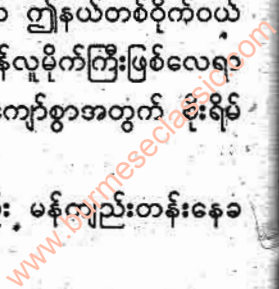 ဤနယ်တစ်ဝိုက်ဝယ်
န်လူမိုက်ကြီးဖြစ်လေရာ
ကျော်စွာအတွက် စိုးရိမ်
မန်ကျည်းတန်းနေခ
www.burmeseclassic.com